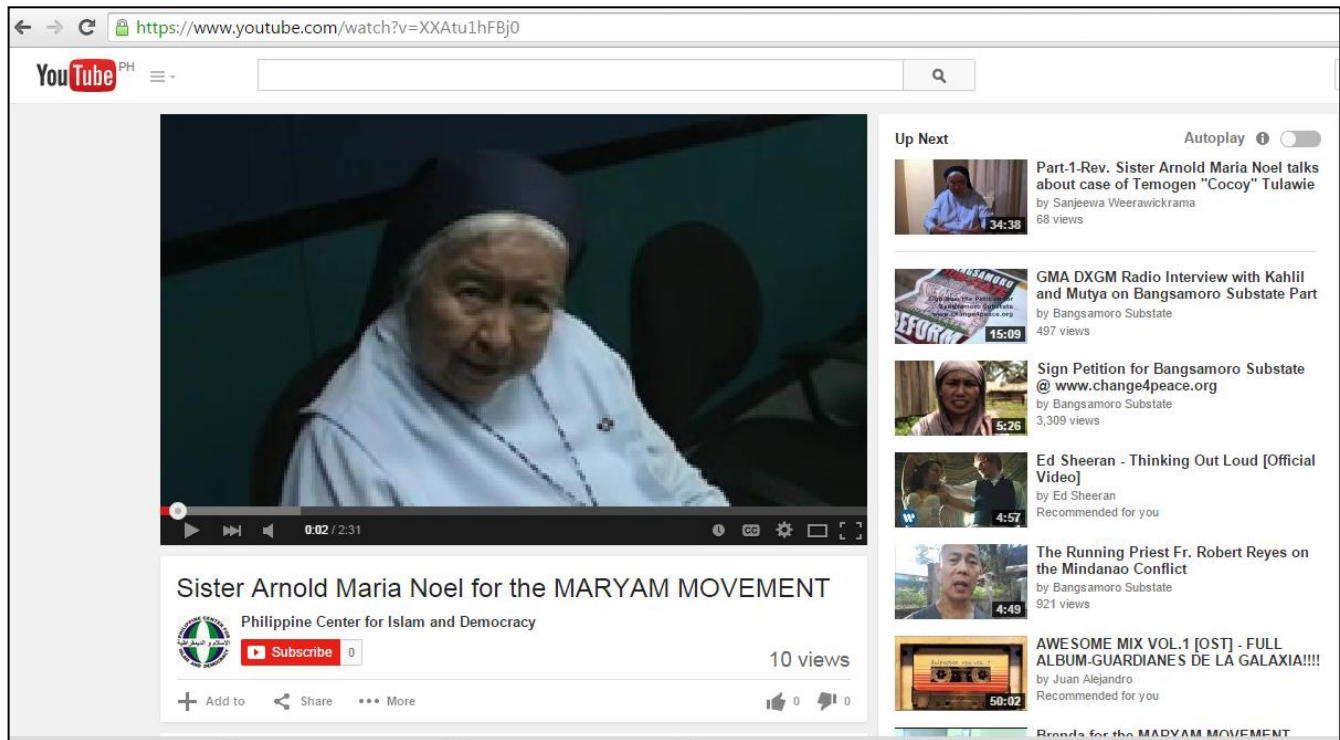 https://www.youtube.com/watch?v=XXAtu1hFBj0
YouTube PH
Up Next
Autoplay
34:38
Part-1-Rev. Sister Arnold Maria Noel talks
about case of Temogen "Cocoy" Tulawie
by Sanjeewa Weerawickrama
68 views
15:09
GMA DXGM Radio Interview with Kahlil
and Mutya on Bangsamoro Substate Part
by Bangsamoro Substate
497 views
5:26
Sign Petition for Bangsamoro Substate
@ www.change4peace.org
by Bangsamoro Substate
3,309 views
4:57
Ed Sheeran - Thinking Out Loud [Official
Video]
by Ed Sheeran
Recommended for you
4:49
The Running Priest Fr. Robert Reyes on
the Mindanao Conflict
by Bangsamoro Substate
921 views
50:02
AWESOME MIX VOL.1 [OST] - FULL
ALBUM-GUARDIANES DE LA GALAXIA!!!!
by Juan Alejandro
Recommended for you
Brenda for the MARYAM MOVEMENT
0:02 / 2:31
CC
Sister Arnold Maria Noel for the MARYAM MOVEMENT
Philippine Center for Islam and Democracy
Subscribe 0
10 views
Add to Share More
0 0